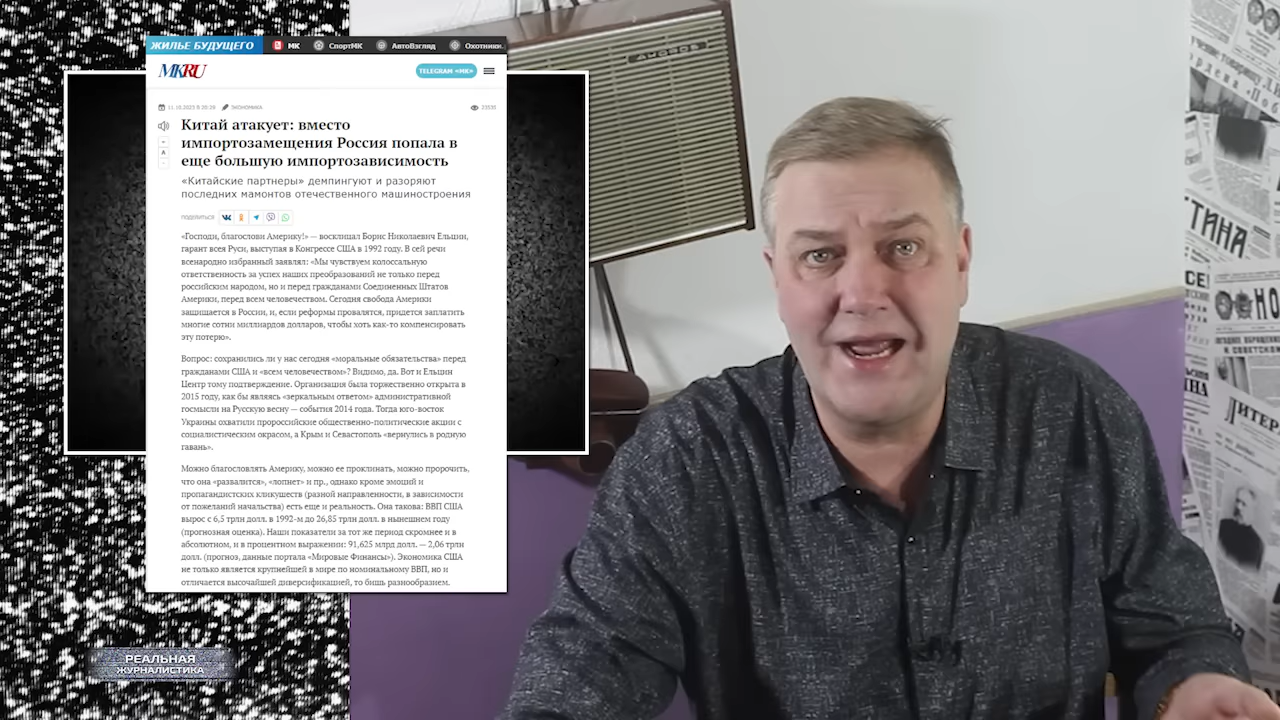 ЖИЛЬЕ БУДУЩЕГО
МК
СпортМК
АвтоВзгляд
MKRU
TELEGRAM «МК»
11.10.2023 В 20:29
ЭКОНОМИКА
Китай атакует: вместо
импортозамещения Россия попала в
еще большую импортозависимость
«Китайские партнеры» демпингуют и разоряют
последних мамонтов отечественного машиностроения
ПОДЕЛИТЬСЯ
«Господи, благослови Америку!» — восклицал Борис Николаевич Ельцин,
гарант всея Руси, выступая в Конгрессе США в 1992 году. В сей речи
всенародно избранный заявлял: «Мы чувствуем колоссальную
ответственность за успех наших преобразований не только перед
российским народом, но и перед гражданами Соединенных Штатов
Америки, перед всем человечеством. Сегодня свобода Америки
защищается в России, и, если реформы провалятся, придется заплатить
многие сотни миллиардов долларов, чтобы хоть как-то компенсировать
эту потерю».
Вопрос: сохранились ли у нас сегодня «моральные обязательства» перед
гражданами США и «всем человечеством»? Видимо, да. Вот и Ельцин
Центр тому подтверждение. Организация была торжественно открыта в
2015 году, как бы являясь «зеркальным ответом» административной
госмысли на Русскую весну — события 2014 года. Тогда юго-восток
Украины охватили пророссийские общественно-политические акции с
социалистическим окрасом, а Крым и Севастополь «вернулись в родную
гавань».
Можно благословлять Америку, можно ее проклинать, можно пророчить,
что она «развалится», «лопнет» и пр., однако кроме эмоций и
пропагандистских кликушеств (разной направленности, в зависимости
от пожеланий начальства) есть еще и реальность. Она такова: ВВП США
вырос с 6,5 трлн долл. в 1992-м до 26,85 трлн долл. в нынешнем году
(прогнозная оценка). Наши показатели за тот же период скромнее и в
абсолютном, и в процентном выражении: 91,625 млрд долл. — 2,06 трлн
долл. (прогноз, данные портала «Мировые Финансы»). Экономика США
не только является крупнейшей в мире по номинальному ВВП, но и
отличается высочайшей диверсификацией, то бишь разнообразием.
РЕАЛЬНАЯ
ЖУРНАЛИСТИКА